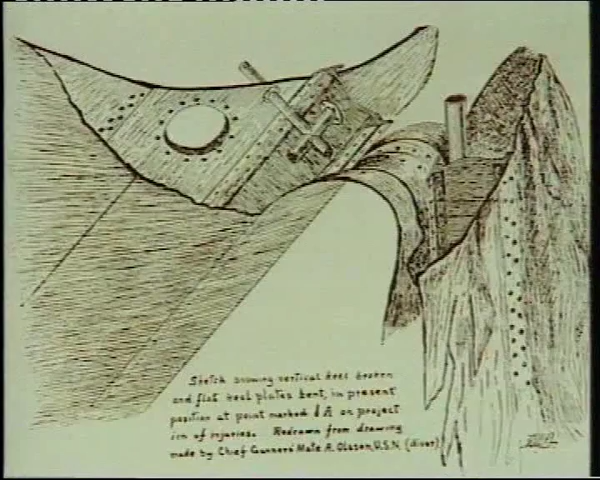 Sketch showing vertical keel broken
and flat keel plates bent, in present
position at point marked & A on project
ion of injuries. Redrawn from drawing
made by Chief Gunners' Mate A. Olsson, U.S.N. (diver)